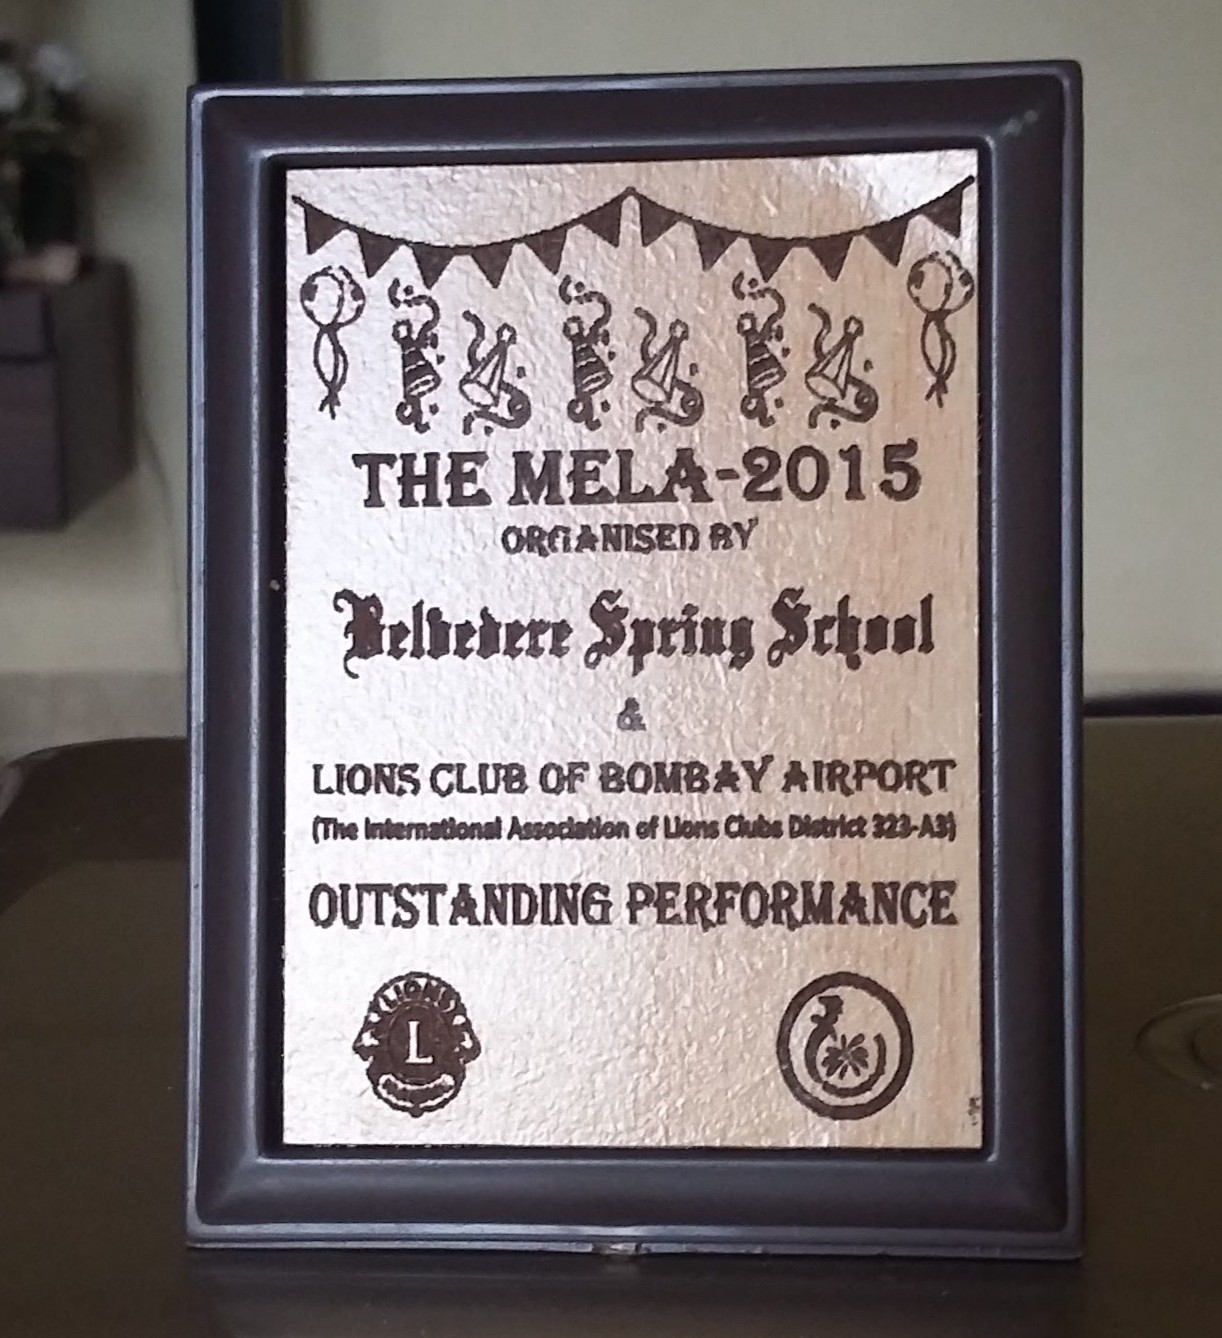 THE MELA-2015
ORGANISED BY
Belvedere Spring School
&
LIONS CLUB OF BOMBAY AIRPORT
(The International Association of Lions Clubs District 323-A3)
OUTSTANDING PERFORMANCE
LIONS
L